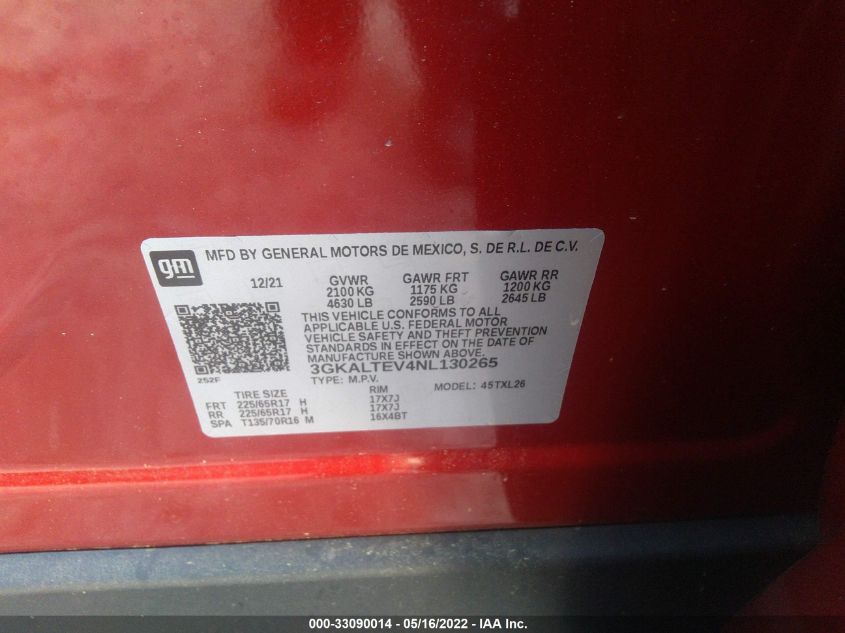 gm MFD BY GENERAL MOTORS DE MEXICO, S. DE R.L. DE C.V.
12/21 GVWR GAWR FRT GAWR RR
2100 KG 1175 KG 1200 KG
4630 LB 2590 LB 2645 LB
THIS VEHICLE CONFORMS TO ALL
APPLICABLE U.S. FEDERAL MOTOR
VEHICLE SAFETY AND THEFT PREVENTION
STANDARDS IN EFFECT ON THE DATE OF
MANUFACTURE SHOWN ABOVE.
3GKALTEV4NL130265
252F TYPE: M.P.V. MODEL: 45TXL26
TIRE SIZE RIM
FRT 225/65R17 H 17X7J
RR 225/65R17 H 17X7J
SPA T135/70R16 M 16X4BT
000-33090014 - 05/16/2022 - IAA Inc.